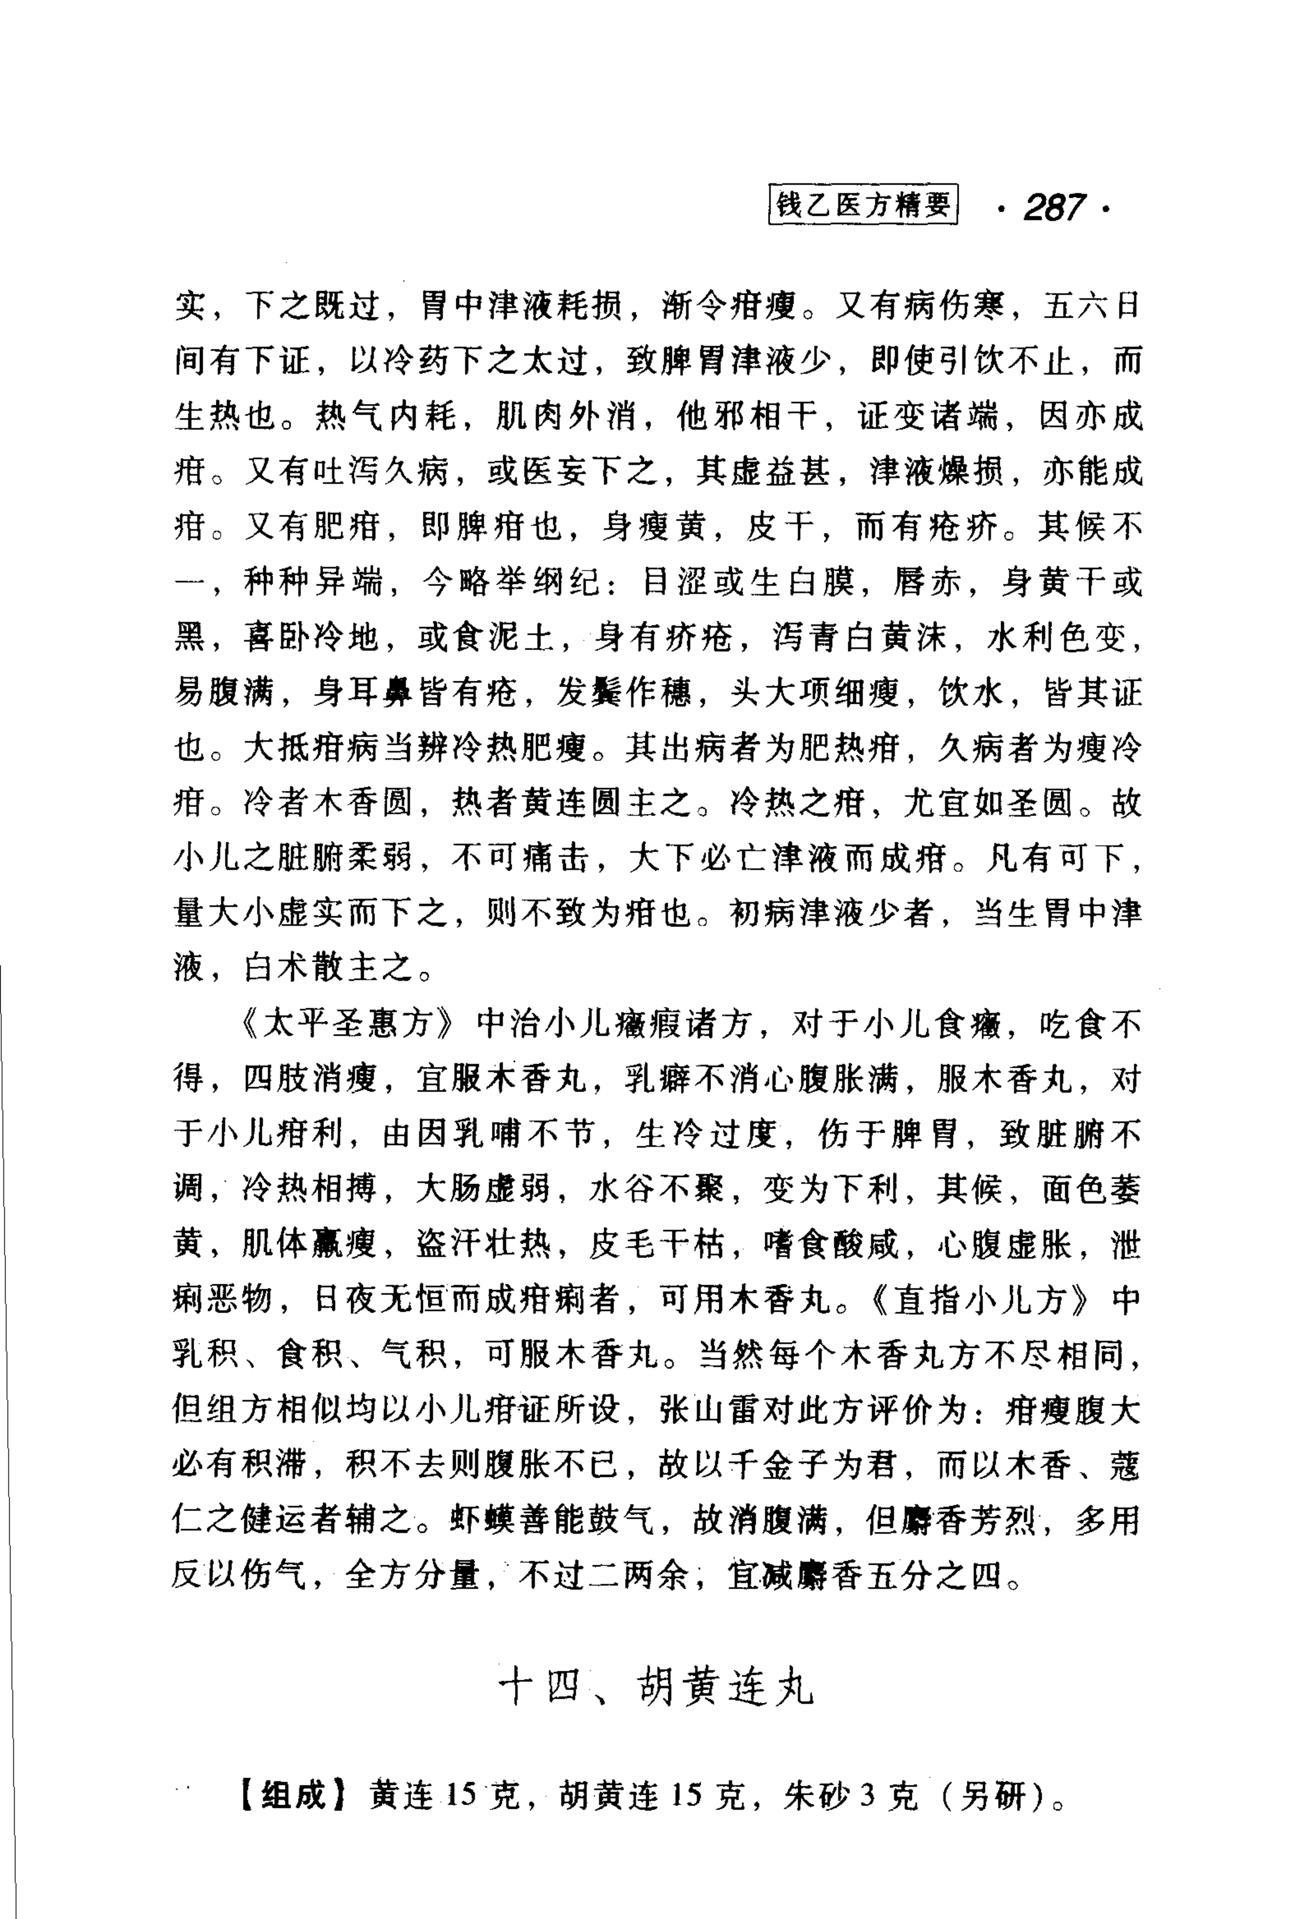 钱乙医方精要 · 287 ·
实，下之既过，胃中津液耗损，渐令疳瘦。又有病伤寒，五六日
间有下证，以冷药下之太过，致脾胃津液少，即使引饮不止，而
生热也。热气内耗，肌肉外消，他邪相干，证变诸端，因亦成
疳。又有吐泻久病，或医妄下之，其虚益甚，津液燥损，亦能成
疳。又有肥疳，即脾疳也，身瘦黄，皮干，而有疮疥。其候不
一，种种异端，今略举纲纪：目涩或生白膜，唇赤，身黄干或
黑，喜卧冷地，或食泥土，身有疥疮，泻青白黄沫，水利色变，
易腹满，身耳鼻皆有疮，发鬓作穗，头大项细瘦，饮水，皆其证
也。大抵疳病当辨冷热肥瘦。其出病者为肥热疳，久病者为瘦冷
疳。冷者木香圆，热者黄连圆主之。冷热之疳，尤宜如圣圆。故
小儿之脏腑柔弱，不可痛击，大下必亡津液而成疳。凡有可下，
量大小虚实而下之，则不致为疳也。初病津液少者，当生胃中津
液，白术散主之。
《太平圣惠方》中治小儿癥瘕诸方，对于小儿食癥，吃食不
得，四肢消瘦，宜服木香丸，乳癖不消心腹胀满，服木香丸，对
于小儿疳利，由因乳哺不节，生冷过度，伤于脾胃，致脏腑不
调，冷热相搏，大肠虚弱，水谷不聚，变为下利，其候，面色萎
黄，肌体羸瘦，盗汗壮热，皮毛干枯，嗜食酸咸，心腹虚胀，泄
痢恶物，日夜无恒而成疳痢者，可用木香丸。《直指小儿方》中
乳积、食积、气积，可服木香丸。当然每个木香丸方不尽相同，
但组方相似均以小儿疳证所设，张山雷对此方评价为：疳瘦腹大
必有积滞，积不去则腹胀不已，故以千金子为君，而以木香、蔻
仁之健运者辅之。虾蟆善能鼓气，故消腹满，但麝香芳烈，多用
反以伤气，全方分量，不过二两余，宜减麝香五分之四。
十四、胡黄连丸
【组成】黄连 15 克，胡黄连 15 克，朱砂 3 克（另研）。